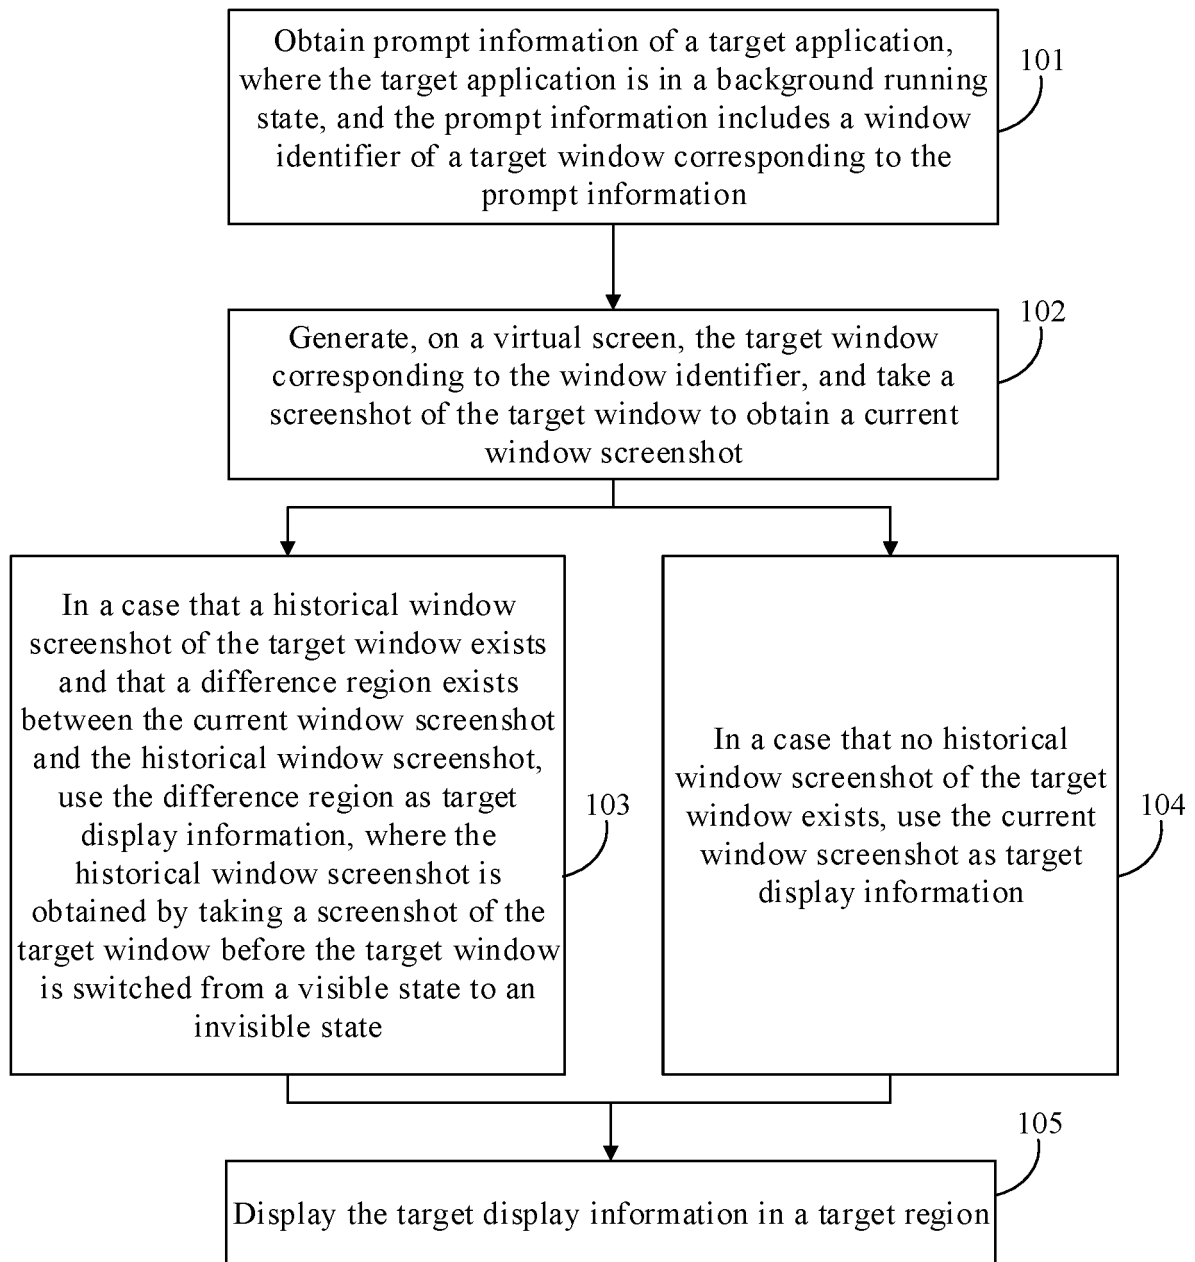 Obtain prompt information of a target application,
where the target application is in a background running
state, and the prompt information includes a window
identifier of a target window corresponding to the
prompt information
101
Generate, on a virtual screen, the target window
corresponding to the window identifier, and take a
screenshot of the target window to obtain a current
window screenshot
102
In a case that a historical window
screenshot of the target window exists
and that a difference region exists
between the current window screenshot
and the historical window screenshot,
use the difference region as target
display information, where the
historical window screenshot is
obtained by taking a screenshot of the
target window before the target window
is switched from a visible state to an
invisible state
103
In a case that no historical
window screenshot of the target
window exists, use the current
window screenshot as target
display information
104
Display the target display information in a target region
105